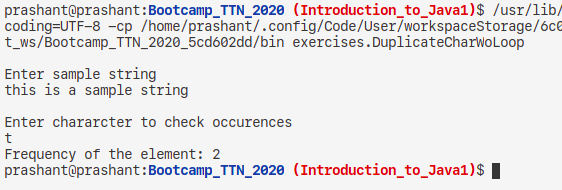 prashant@prashant:Bootcamp_TTN_2020 (Introduction_to_Java1)$ /usr/lib/
coding=UTF-8 -cp /home/prashant/.config/Code/User/workspaceStorage/6c0
t_ws/Bootcamp_TTN_2020_5cd602dd/bin exercises.DuplicateCharWoLoop
Enter sample string
this is a sample string
Enter chararcter to check occurences
t
Frequency of the element: 2
prashant@prashant:Bootcamp_TTN_2020 (Introduction_to_Java1)$